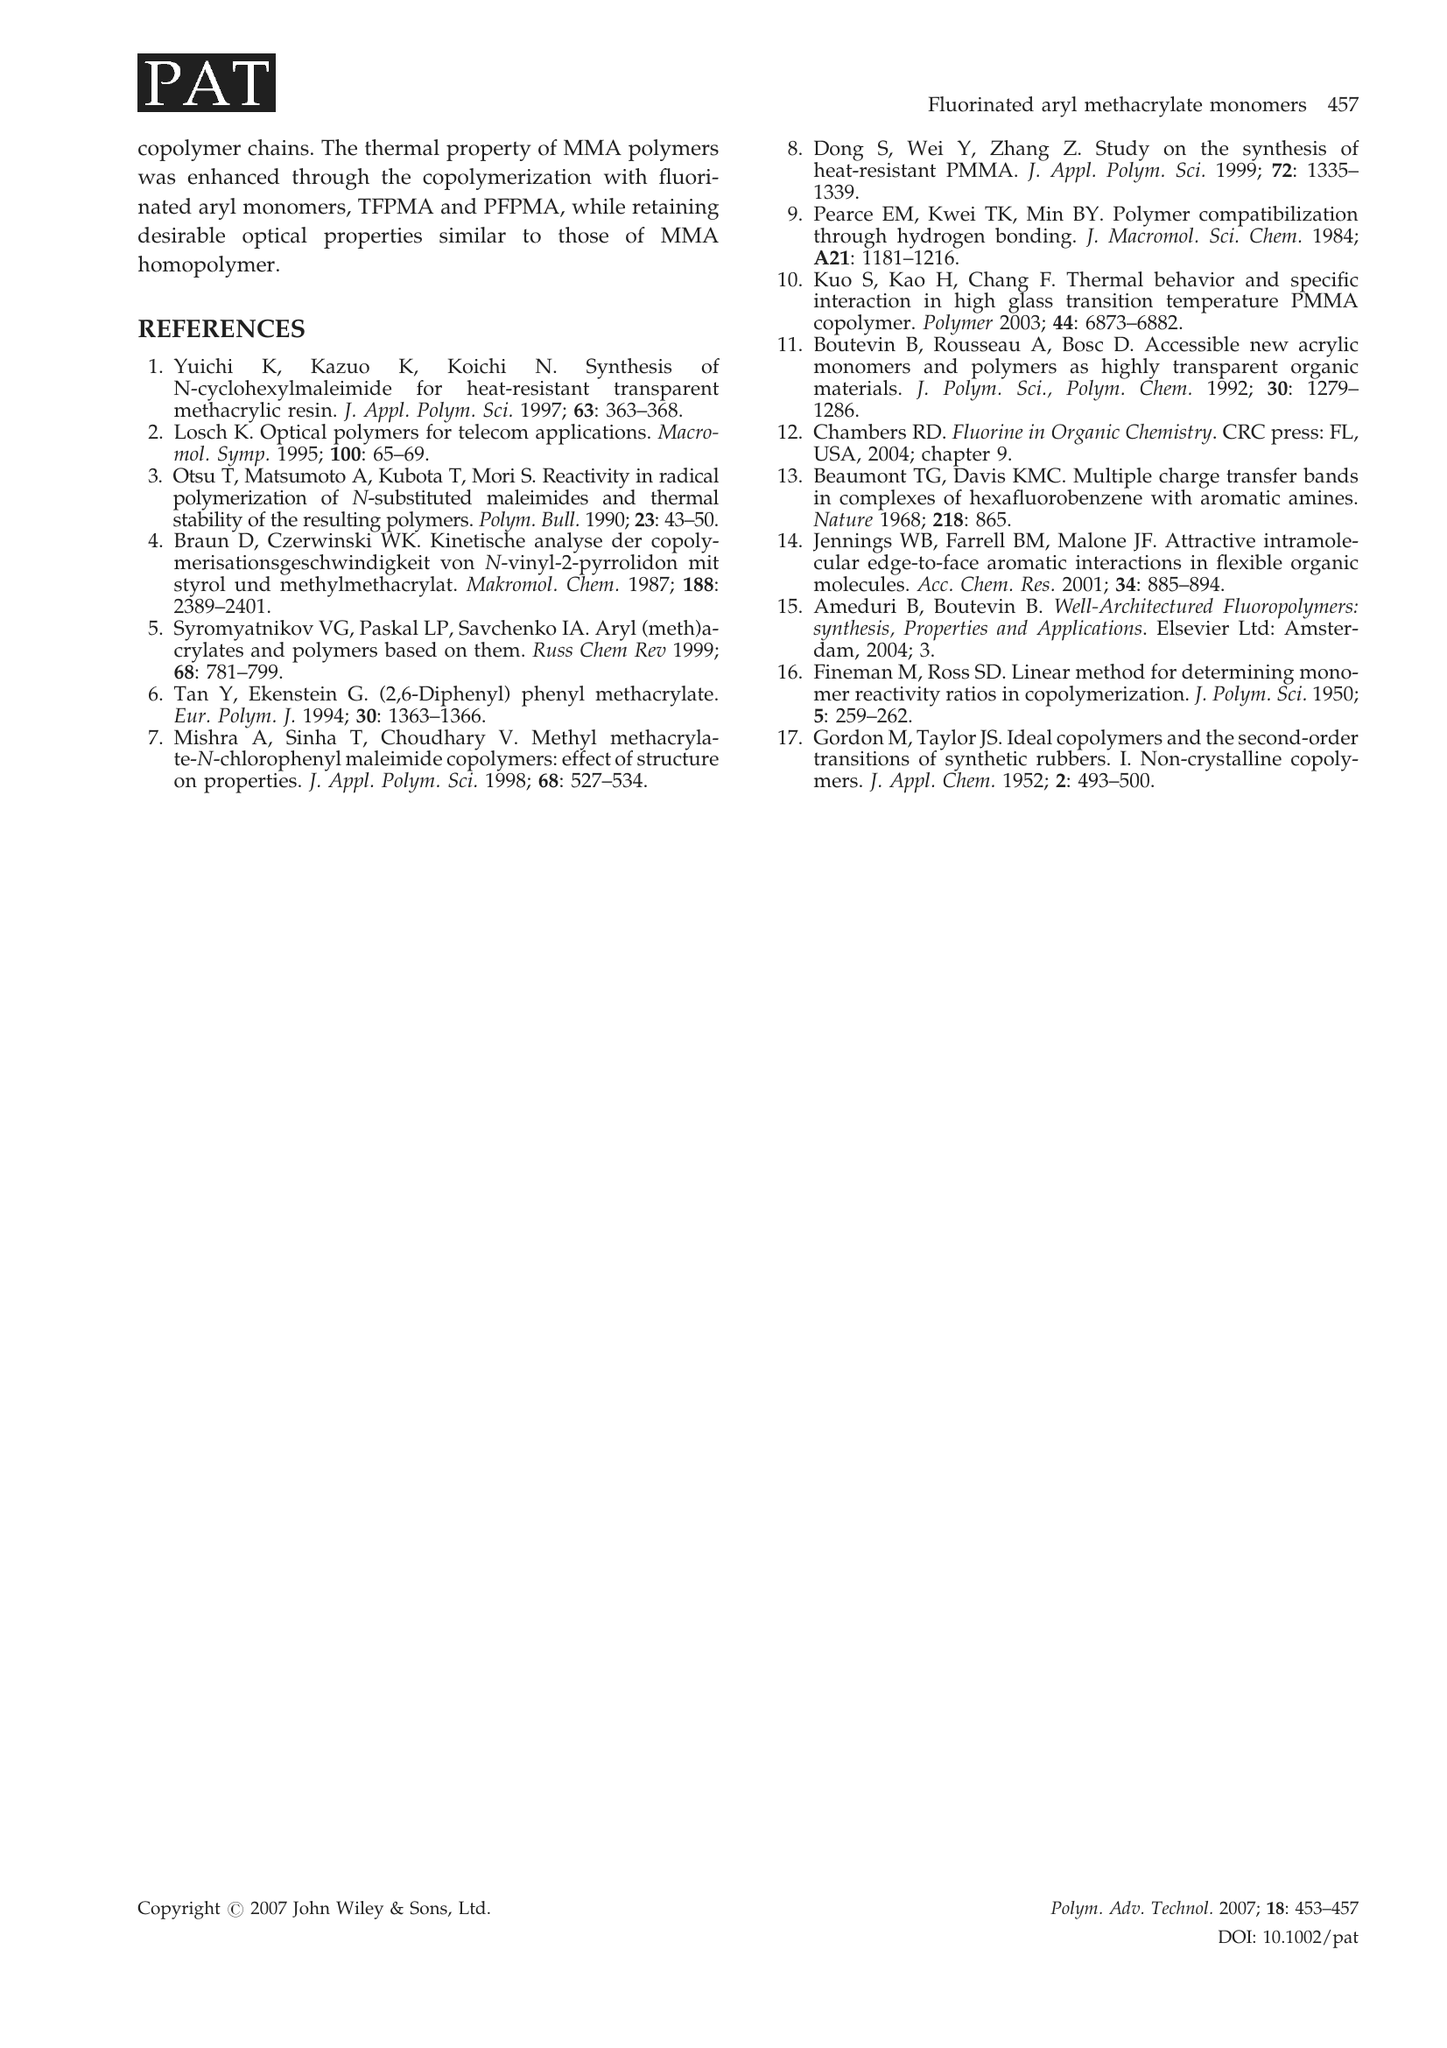 PAT
Fluorinated aryl methacrylate monomers 457
copolymer chains. The thermal property of MMA polymers
was enhanced through the copolymerization with fluori-
nated aryl monomers, TFPMA and PFPMA, while retaining
desirable optical properties similar to those of MMA
homopolymer.
REFERENCES
1. Yuichi K, Kazuo K, Koichi N. Synthesis of
N-cyclohexylmaleimide for heat-resistant transparent
methacrylic resin. J. Appl. Polym. Sci. 1997; 63: 363–368.
2. Losch K. Optical polymers for telecom applications. Macro-
mol. Symp. 1995; 100: 65–69.
3. Otsu T, Matsumoto A, Kubota T, Mori S. Reactivity in radical
polymerization of N-substituted maleimides and thermal
stability of the resulting polymers. Polym. Bull. 1990; 23: 43–50.
4. Braun D, Czerwinski WK. Kinetische analyse der copoly-
merisationsgeschwindigkeit von N-vinyl-2-pyrrolidon mit
styrol und methylmethacrylat. Makromol. Chem. 1987; 188:
2389–2401.
5. Syromyatnikov VG, Paskal LP, Savchenko IA. Aryl (meth)a-
crylates and polymers based on them. Russ Chem Rev 1999;
68: 781–799.
6. Tan Y, Ekenstein G. (2,6-Diphenyl) phenyl methacrylate.
Eur. Polym. J. 1994; 30: 1363–1366.
7. Mishra A, Sinha T, Choudhary V. Methyl methacryla-
te-N-chlorophenyl maleimide copolymers: effect of structure
on properties. J. Appl. Polym. Sci. 1998; 68: 527–534.
8. Dong S, Wei Y, Zhang Z. Study on the synthesis of
heat-resistant PMMA. J. Appl. Polym. Sci. 1999; 72: 1335–
1339.
9. Pearce EM, Kwei TK, Min BY. Polymer compatibilization
through hydrogen bonding. J. Macromol. Sci. Chem. 1984;
A21: 1181–1216.
10. Kuo S, Kao H, Chang F. Thermal behavior and specific
interaction in high glass transition temperature PMMA
copolymer. Polymer 2003; 44: 6873–6882.
11. Boutevin B, Rousseau A, Bosc D. Accessible new acrylic
monomers and polymers as highly transparent organic
materials. J. Polym. Sci., Polym. Chem. 1992; 30: 1279–
1286.
12. Chambers RD. Fluorine in Organic Chemistry. CRC press: FL,
USA, 2004; chapter 9.
13. Beaumont TG, Davis KMC. Multiple charge transfer bands
in complexes of hexafluorobenzene with aromatic amines.
Nature 1968; 218: 865.
14. Jennings WB, Farrell BM, Malone JF. Attractive intramole-
cular edge-to-face aromatic interactions in flexible organic
molecules. Acc. Chem. Res. 2001; 34: 885–894.
15. Ameduri B, Boutevin B. Well-Architectured Fluoropolymers:
synthesis, Properties and Applications. Elsevier Ltd: Amster-
dam, 2004; 3.
16. Fineman M, Ross SD. Linear method for determining mono-
mer reactivity ratios in copolymerization. J. Polym. Sci. 1950;
5: 259–262.
17. Gordon M, Taylor JS. Ideal copolymers and the second-order
transitions of synthetic rubbers. I. Non-crystalline copoly-
mers. J. Appl. Chem. 1952; 2: 493–500.
Copyright © 2007 John Wiley & Sons, Ltd.
Polym. Adv. Technol. 2007; 18: 453–457
DOI: 10.1002/pat